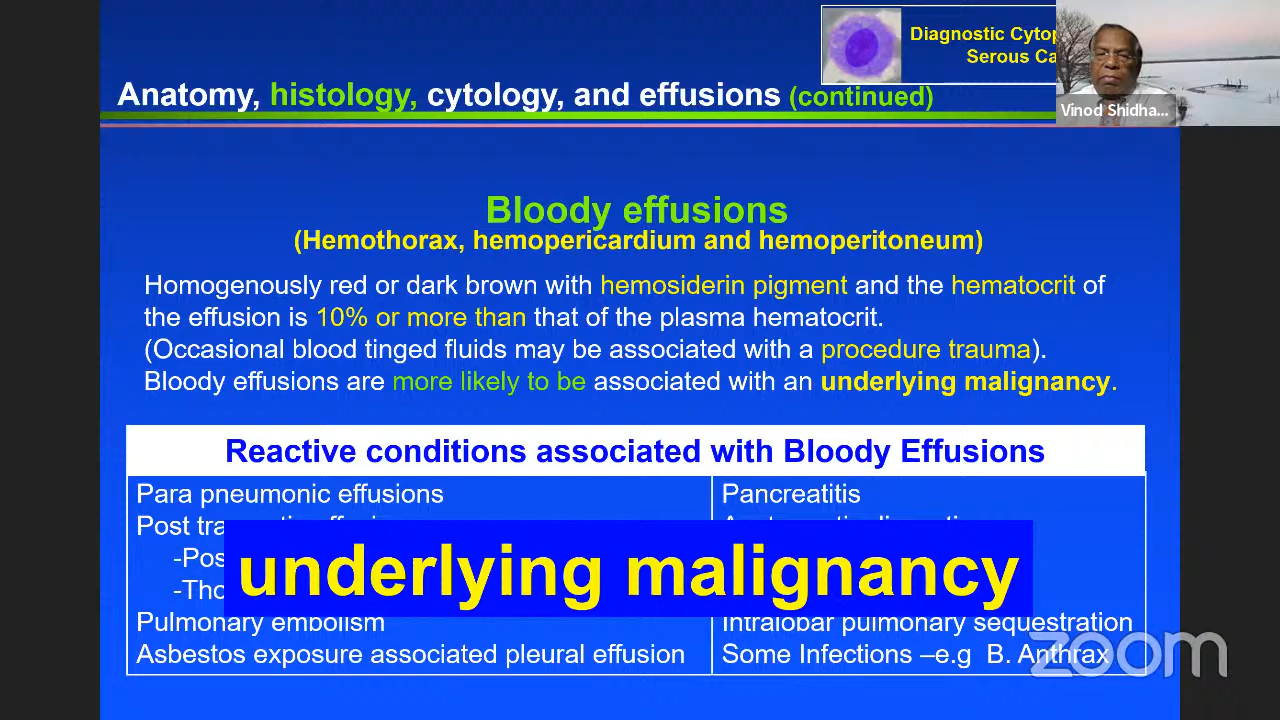 Diagnostic
Serous
Anatomy, histology, cytology, and effusions (continued)
Vinod Shidha...
Bloody effusions
(Hemothorax, hemopericardium and hemoperitoneum)
Homogenously red or dark brown with hemosiderin pigment and the hematocrit of
the effusion is 10% or more than that of the plasma hematocrit.
(Occasional blood tinged fluids may be associated with a procedure trauma).
Bloody effusions are more likely to be associated with an underlying malignancy.
Reactive conditions associated with Bloody Effusions
Para pneumonic effusions
Pancreatitis
Post
underlying malignancy
Pulmonary embolism
Intralobar pulmonary sequestration
Asbestos exposure associated pleural effusion
Some Infections –e.g B. Anthrax
zoom